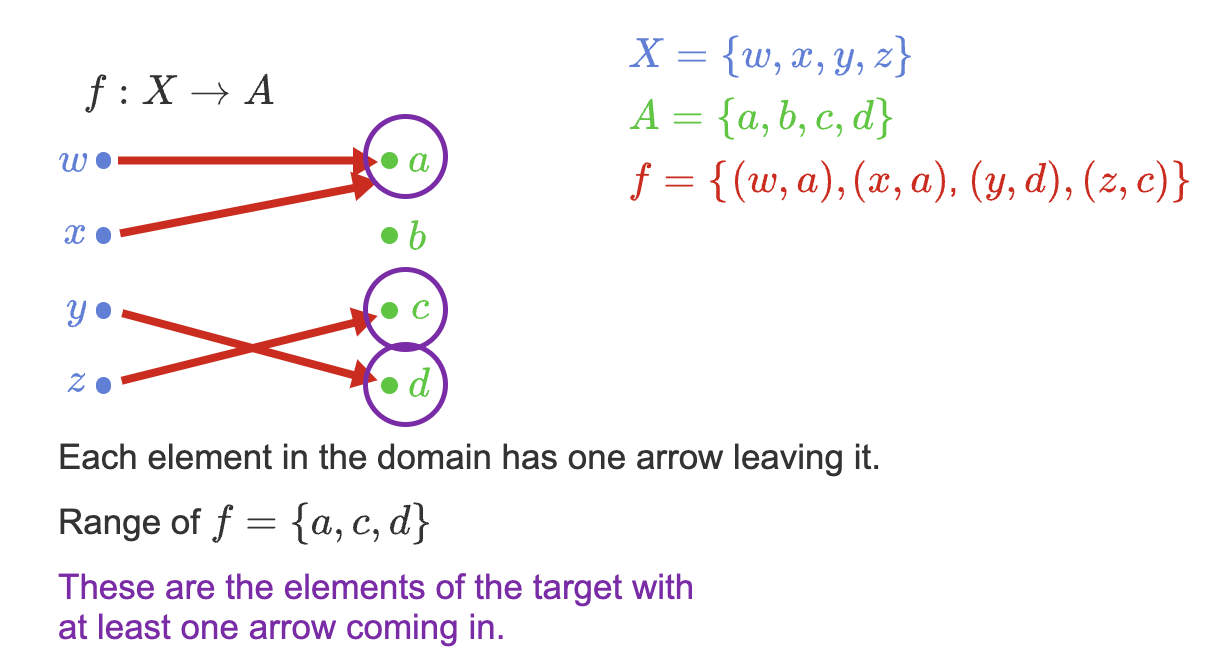 f : X → A
w a
x b
y c
z d
X = {w, x, y, z}
A = {a, b, c, d}
f = {(w, a), (x, a), (y, d), (z, c)}
Each element in the domain has one arrow leaving it.
Range of f = {a, c, d}
These are the elements of the target with
at least one arrow coming in.